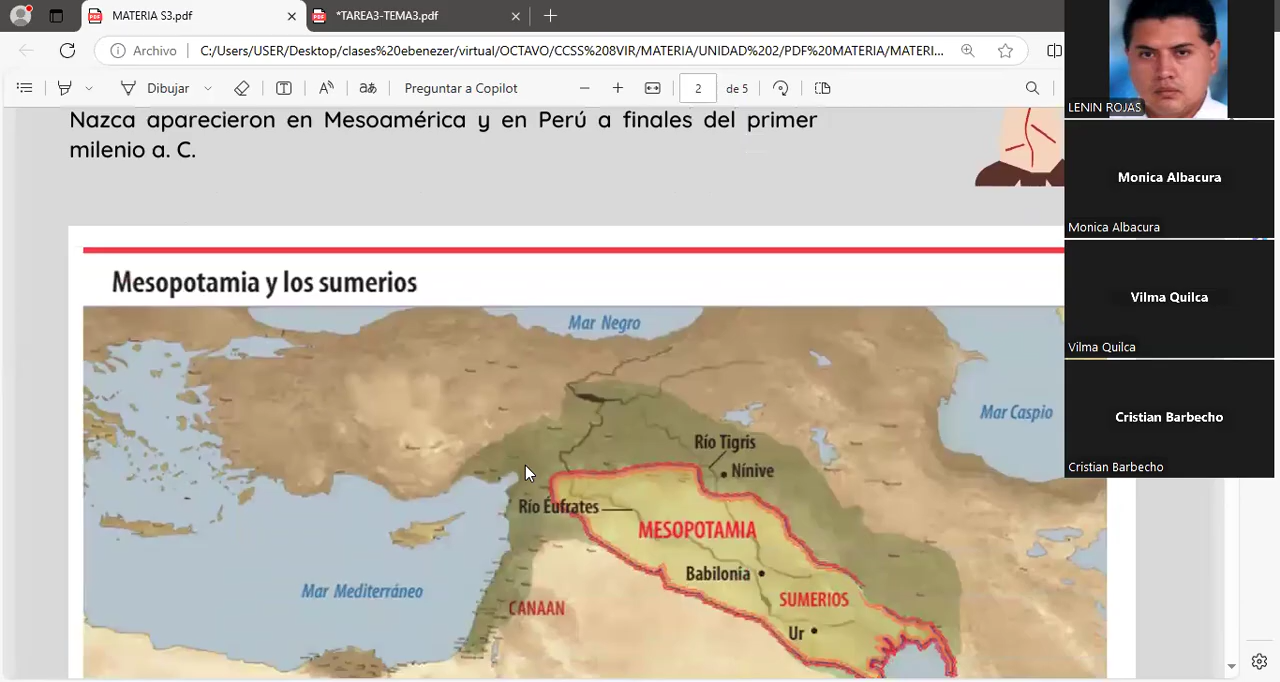 MATERIA S3.pdf
*TAREA3-TEMA3.pdf
Archivo
C:/Users/USER/Desktop/clases%20ebenezer/virtual/OCTAVO/CCSS%208VIR/MATERIA/UNIDAD%202/PDF%20MATERIA/MATERI...
Dibujar
Preguntar a Copilot
2
de 5
Nazca aparecieron en Mesoamérica y en Perú a finales del primer
milenio a. C.
Mesopotamia y los sumerios
Mar Negro
Mar Caspio
Río Tigris
Nínive
Río Éufrates
MESOPOTAMIA
Babilonia
Mar Mediterráneo
SUMERIOS
CANAAN
Ur
LENIN ROJAS
Monica Albacura
Monica Albacura
Vilma Quilca
Vilma Quilca
Cristian Barbecho
Cristian Barbecho